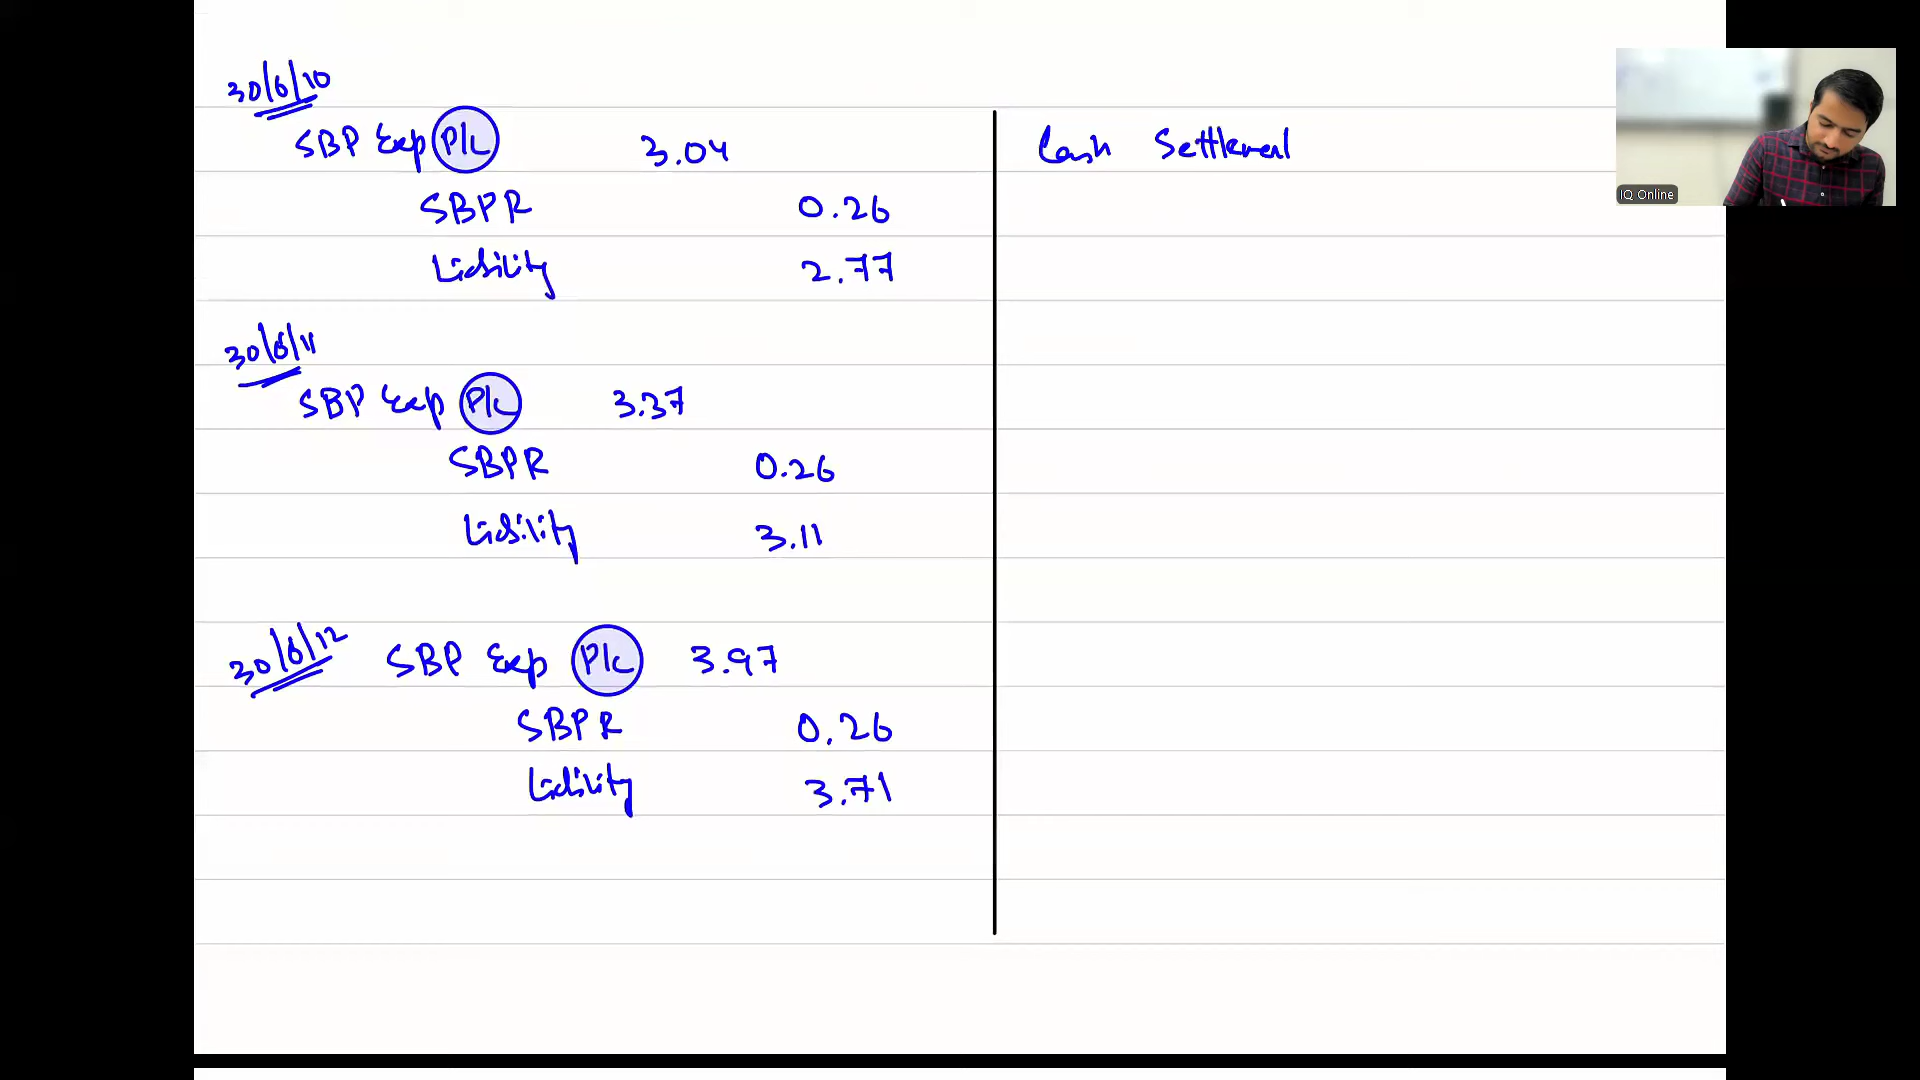 30/6/10
SBP Exp P/L 3.04
SBPR 0.26
Liability 2.77
30/6/11
SBP Exp P/L 3.37
SBPR 0.26
Liability 3.11
30/6/12 SBP Exp P/L 3.97
SBPR 0.26
Liability 3.71
Cash Settlement
IQ Online